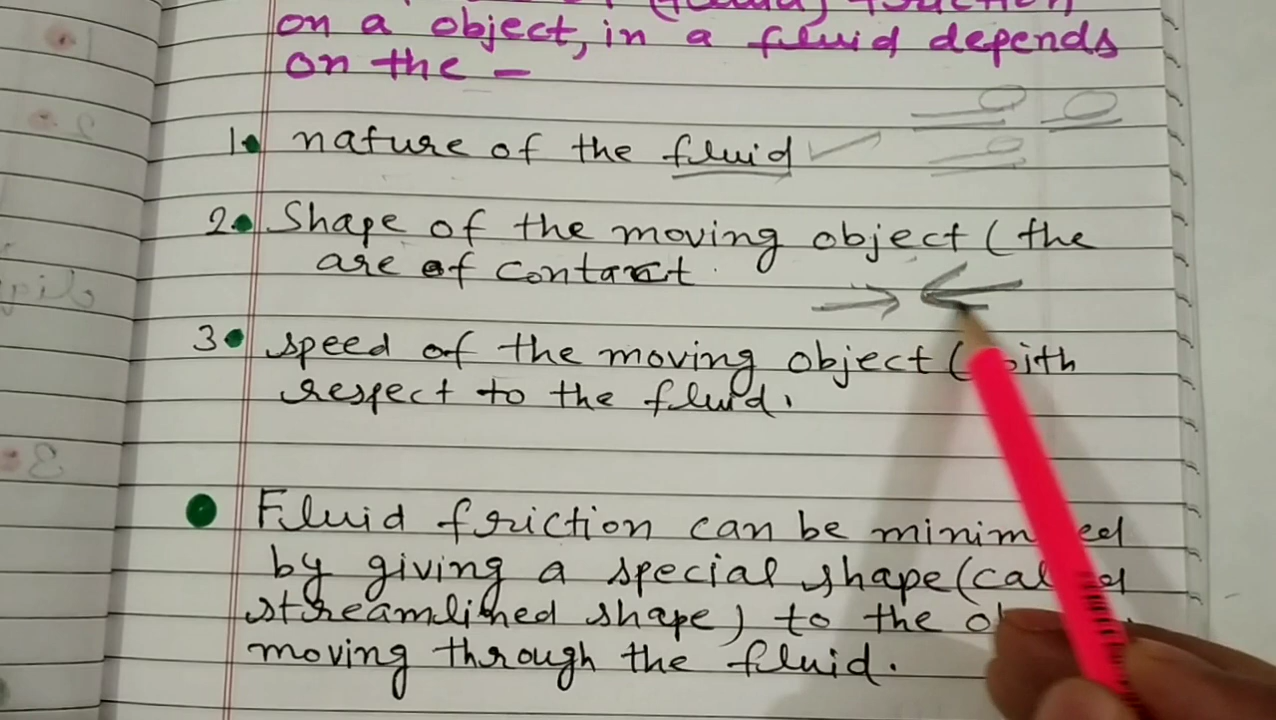 on a object, in a fluid depends
on the -
1. nature of the fluid
2. Shape of the moving object ( the
are of contact.
3. speed of the moving object ( with
respect to the fluid.
Fluid friction can be
by giving a special shape (called
streamlined shape) to the
moving through the fluid.